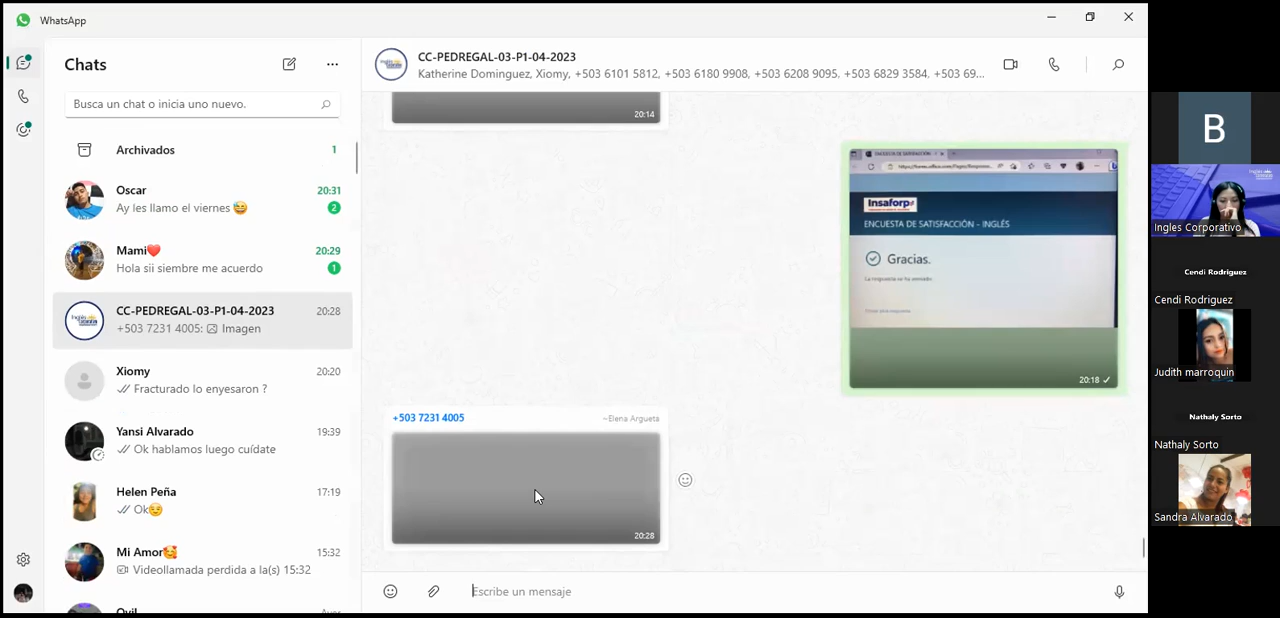 WhatsApp
Chats
Busca un chat o inicia uno nuevo.
Archivados 1
Oscar 20:31
Ay les llamo el viernes 😅 2
Mami❤️ 20:29
Hola sii siembre me acuerdo 1
CC-PEDREGAL-03-P1-04-2023 20:28
+503 7231 4005: Imagen
Xiomy 20:20
Fracturado lo enyesaron ?
Yansi Alvarado 19:39
Ok hablamos luego cuídate
Helen Peña 17:19
Ok😉
Mi Amor🥰 15:32
Videollamada perdida a la(s) 15:32
Ovil Ayer
CC-PEDREGAL-03-P1-04-2023
Katherine Dominguez, Xiomy, +503 6101 5812, +503 6180 9908, +503 6208 9095, +503 6829 3584, +503 69...
20:14
Insaforp
ENCUESTA DE SATISFACCIÓN - INGLÉS
Gracias.
20:18
+503 7231 4005 ~Elena Argueta
20:28
Escribe un mensaje
B
Ingles Corporativo
Cendi Rodriguez
Cendi Rodriguez
Judith marroquin
Nathaly Sorto
Nathaly Sorto
Sandra Alvarado